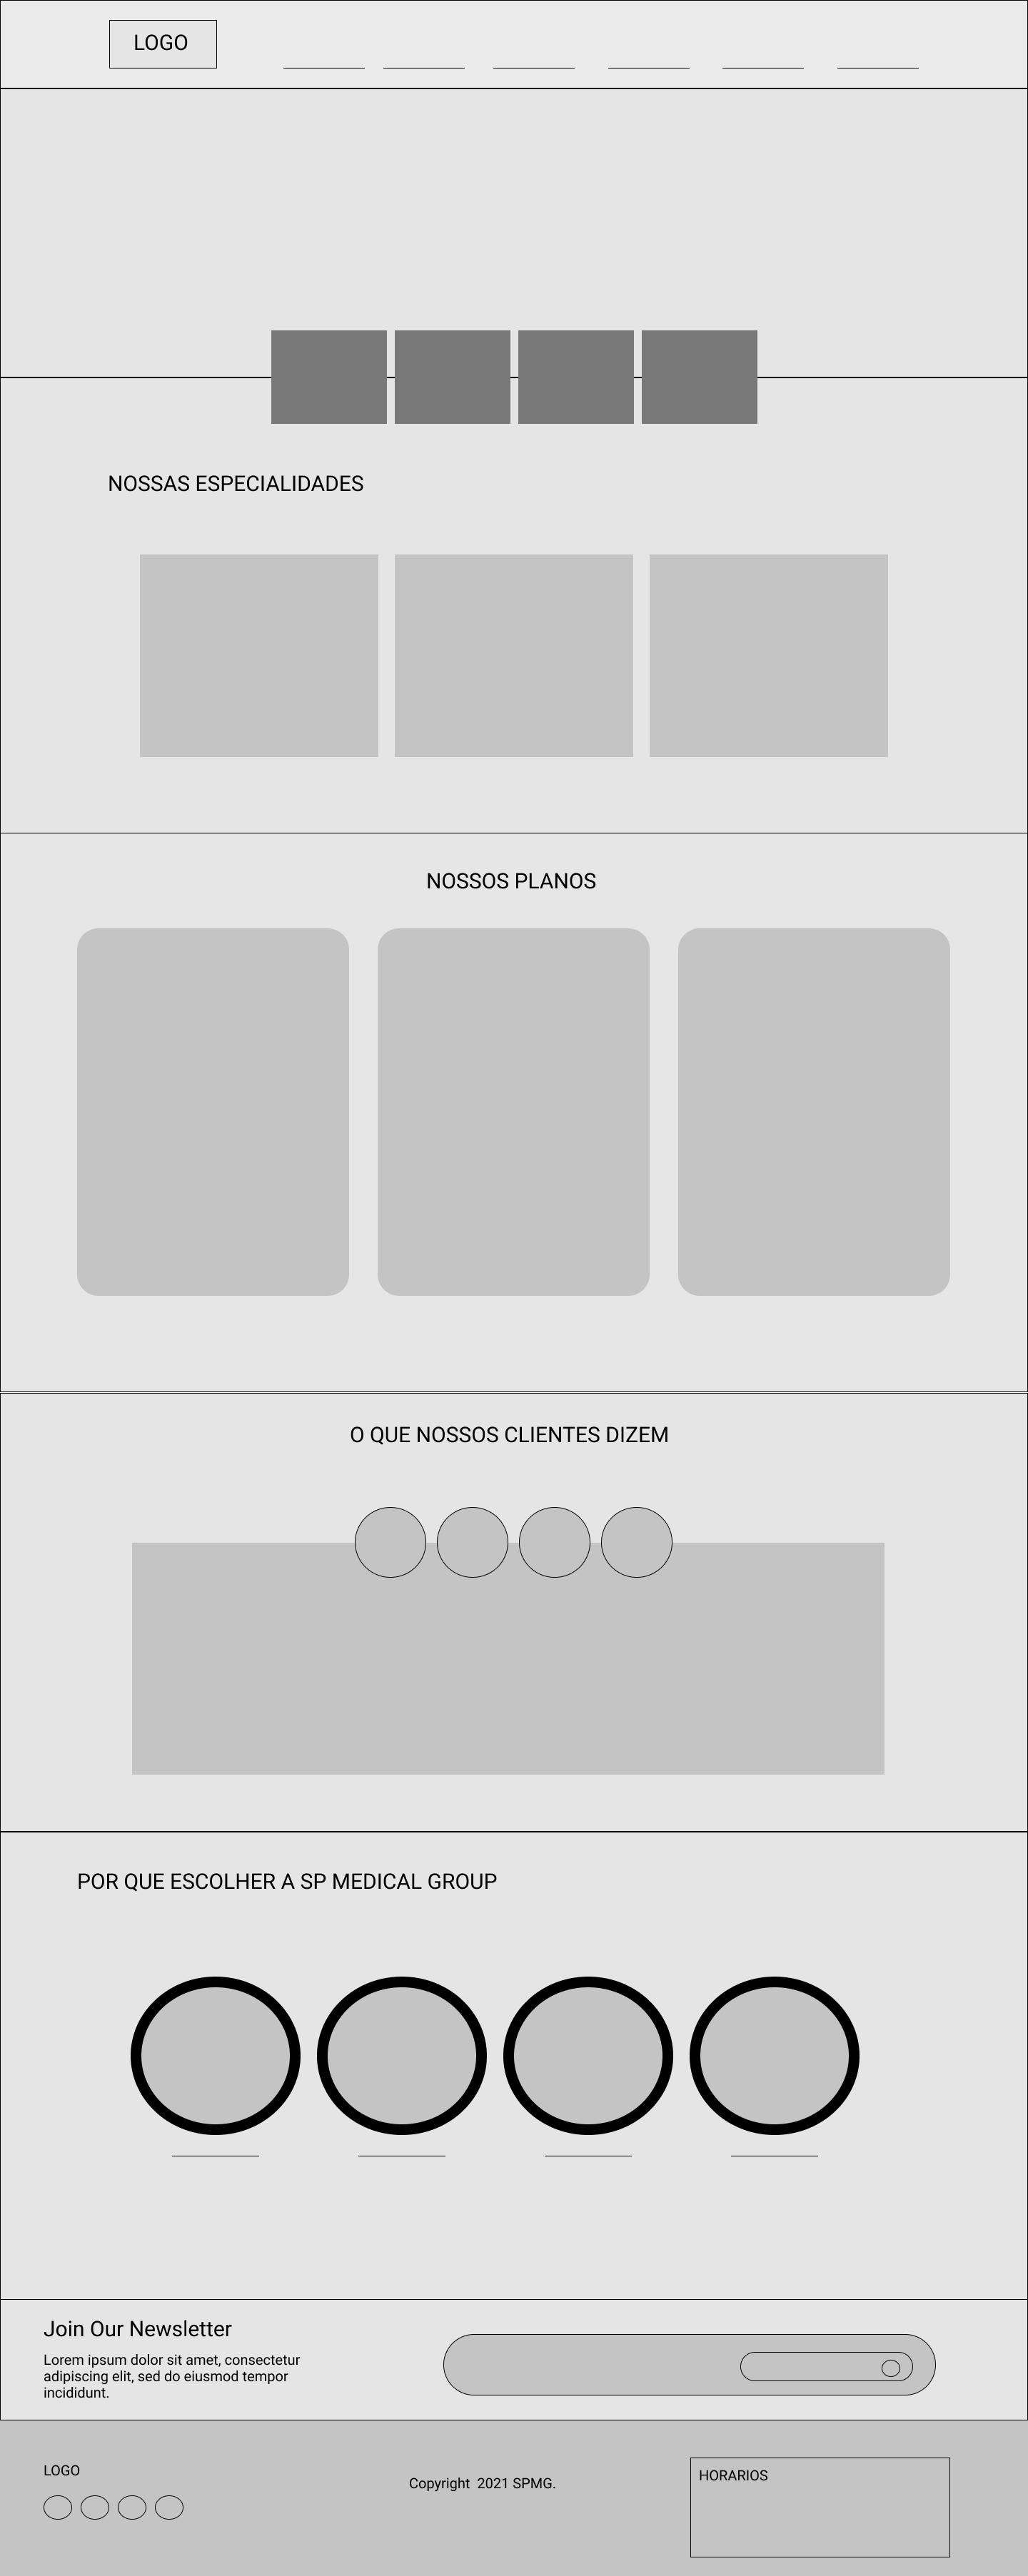 LOGO
NOSSAS ESPECIALIDADES
NOSSOS PLANOS
O QUE NOSSOS CLIENTES DIZEM
POR QUE ESCOLHER A SP MEDICAL GROUP
Join Our Newsletter
Lorem ipsum dolor sit amet, consectetur
adipiscing elit, sed do eiusmod tempor
incididunt.
LOGO
Copyright  2021 SPMG.
HORARIOS